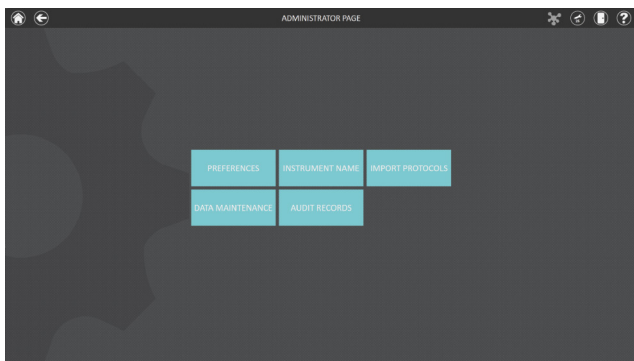 ADMINISTRATOR PAGE
?
PREFERENCES
INSTRUMENT NAME
IMPORT PROTOCOLS
DATA MAINTENANCE
AUDIT RECORDS